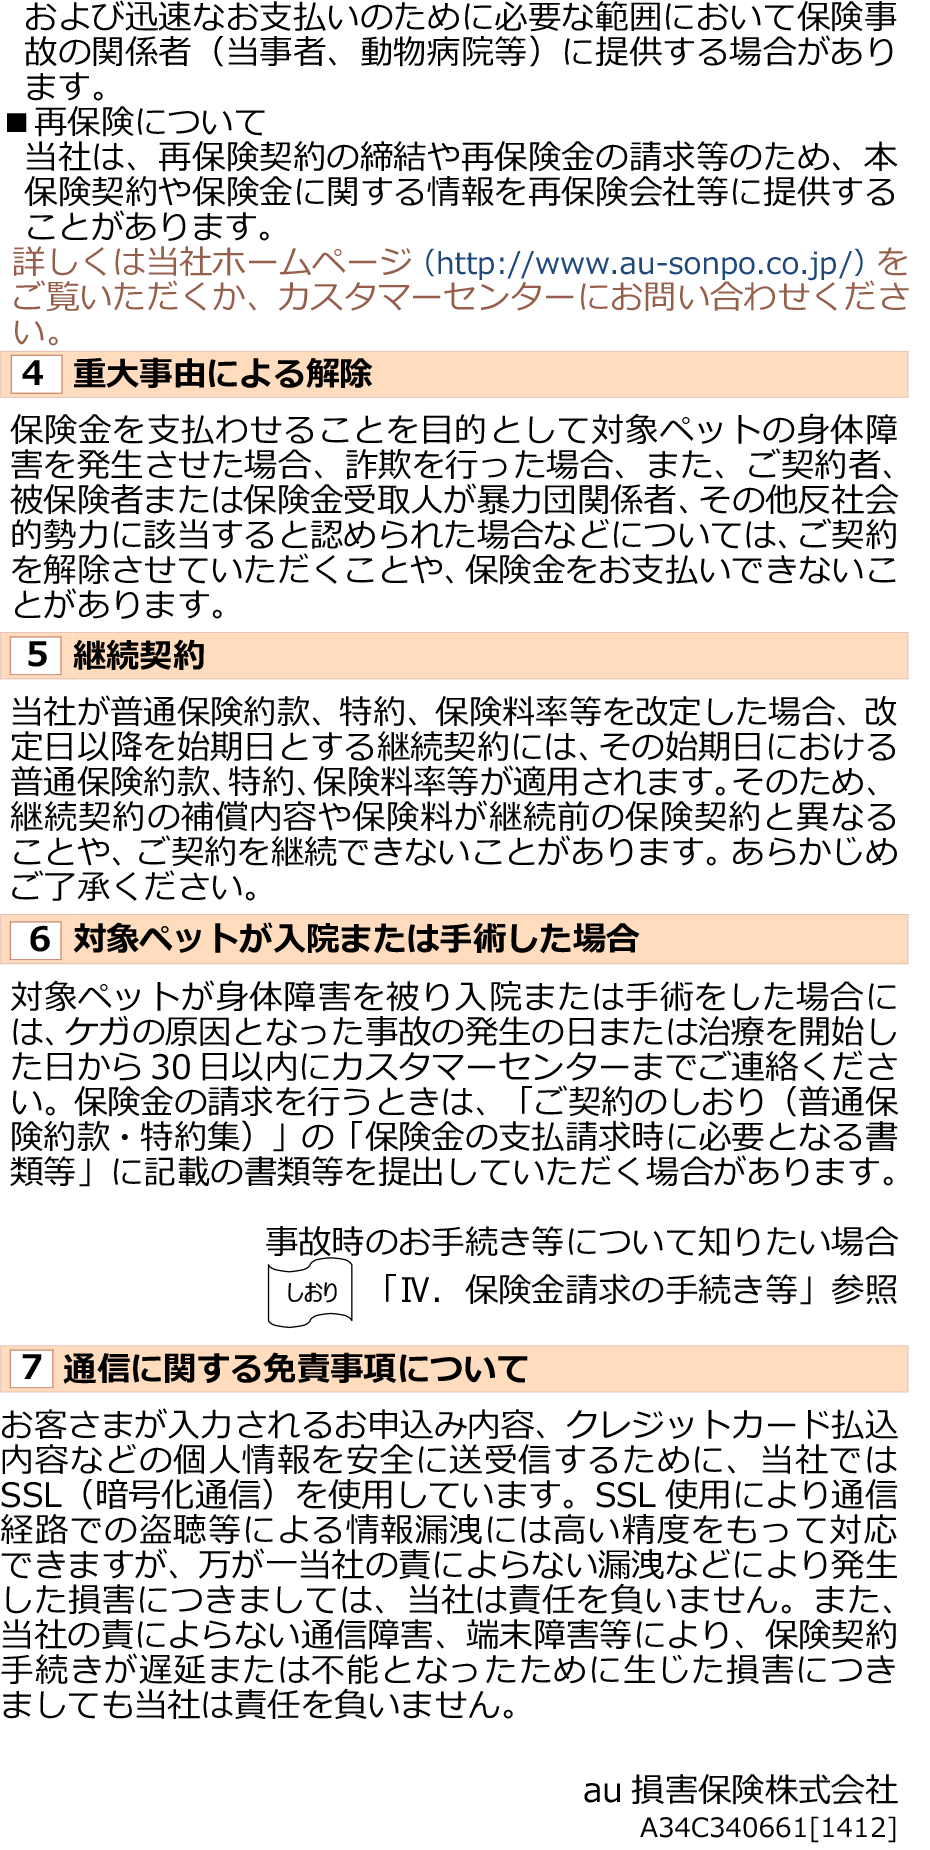 および迅速なお支払いのために必要な範囲において保険事
故の関係者（当事者、動物病院等）に提供する場合があり
ます。
■再保険について
当社は、再保険契約の締結や再保険金の請求等のため、本
保険契約や保険金に関する情報を再保険会社等に提供する
ことがあります。
詳しくは当社ホームページ（http://www.au-sonpo.co.jp/）を
ご覧いただくか、カスタマーセンターにお問い合わせくださ
い。
4 重大事由による解除
保険金を支払わせることを目的として対象ペットの身体障
害を発生させた場合、詐欺を行った場合、また、ご契約者、
被保険者または保険金受取人が暴力団関係者、その他反社会
的勢力に該当すると認められた場合などについては、ご契約
を解除させていただくことや、保険金をお支払いできないこ
とがあります。
5 継続契約
当社が普通保険約款、特約、保険料率等を改定した場合、改
定日以降を始期日とする継続契約には、その始期日における
普通保険約款、特約、保険料率等が適用されます。そのため、
継続契約の補償内容や保険料が継続前の保険契約と異なる
ことや、ご契約を継続できないことがあります。あらかじめ
ご了承ください。
6 対象ペットが入院または手術した場合
対象ペットが身体障害を被り入院または手術をした場合に
は、ケガの原因となった事故の発生の日または治療を開始し
た日から 30 日以内にカスタマーセンターまでご連絡くださ
い。保険金の請求を行うときは、「ご契約のしおり（普通保
険約款・特約集）」の「保険金の支払請求時に必要となる書
類等」に記載の書類等を提出していただく場合があります。
事故時のお手続き等について知りたい場合
しおり 「Ⅳ．保険金請求の手続き等」参照
7 通信に関する免責事項について
お客さまが入力されるお申込み内容、クレジットカード払込
内容などの個人情報を安全に送受信するために、当社では
SSL（暗号化通信）を使用しています。SSL 使用により通信
経路での盗聴等による情報漏洩には高い精度をもって対応
できますが、万が一当社の責によらない漏洩などにより発生
した損害につきましては、当社は責任を負いません。また、
当社の責によらない通信障害、端末障害等により、保険契約
手続きが遅延または不能となったために生じた損害につき
ましても当社は責任を負いません。
au 損害保険株式会社
A34C340661[1412]